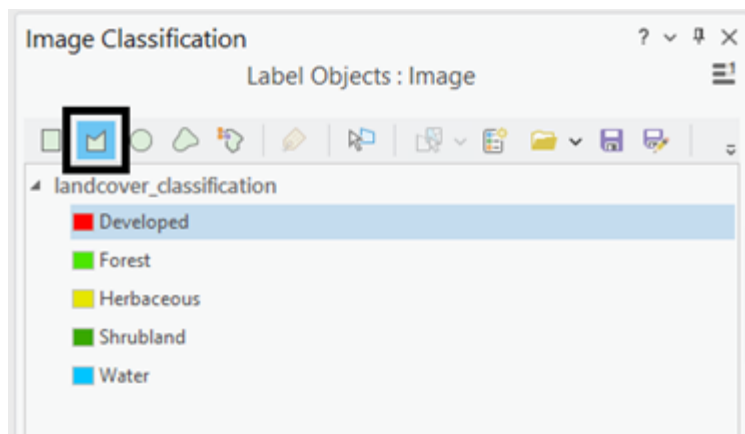 Image Classification
Label Objects : Image
landcover_classification
Developed
Forest
Herbaceous
Shrubland
Water